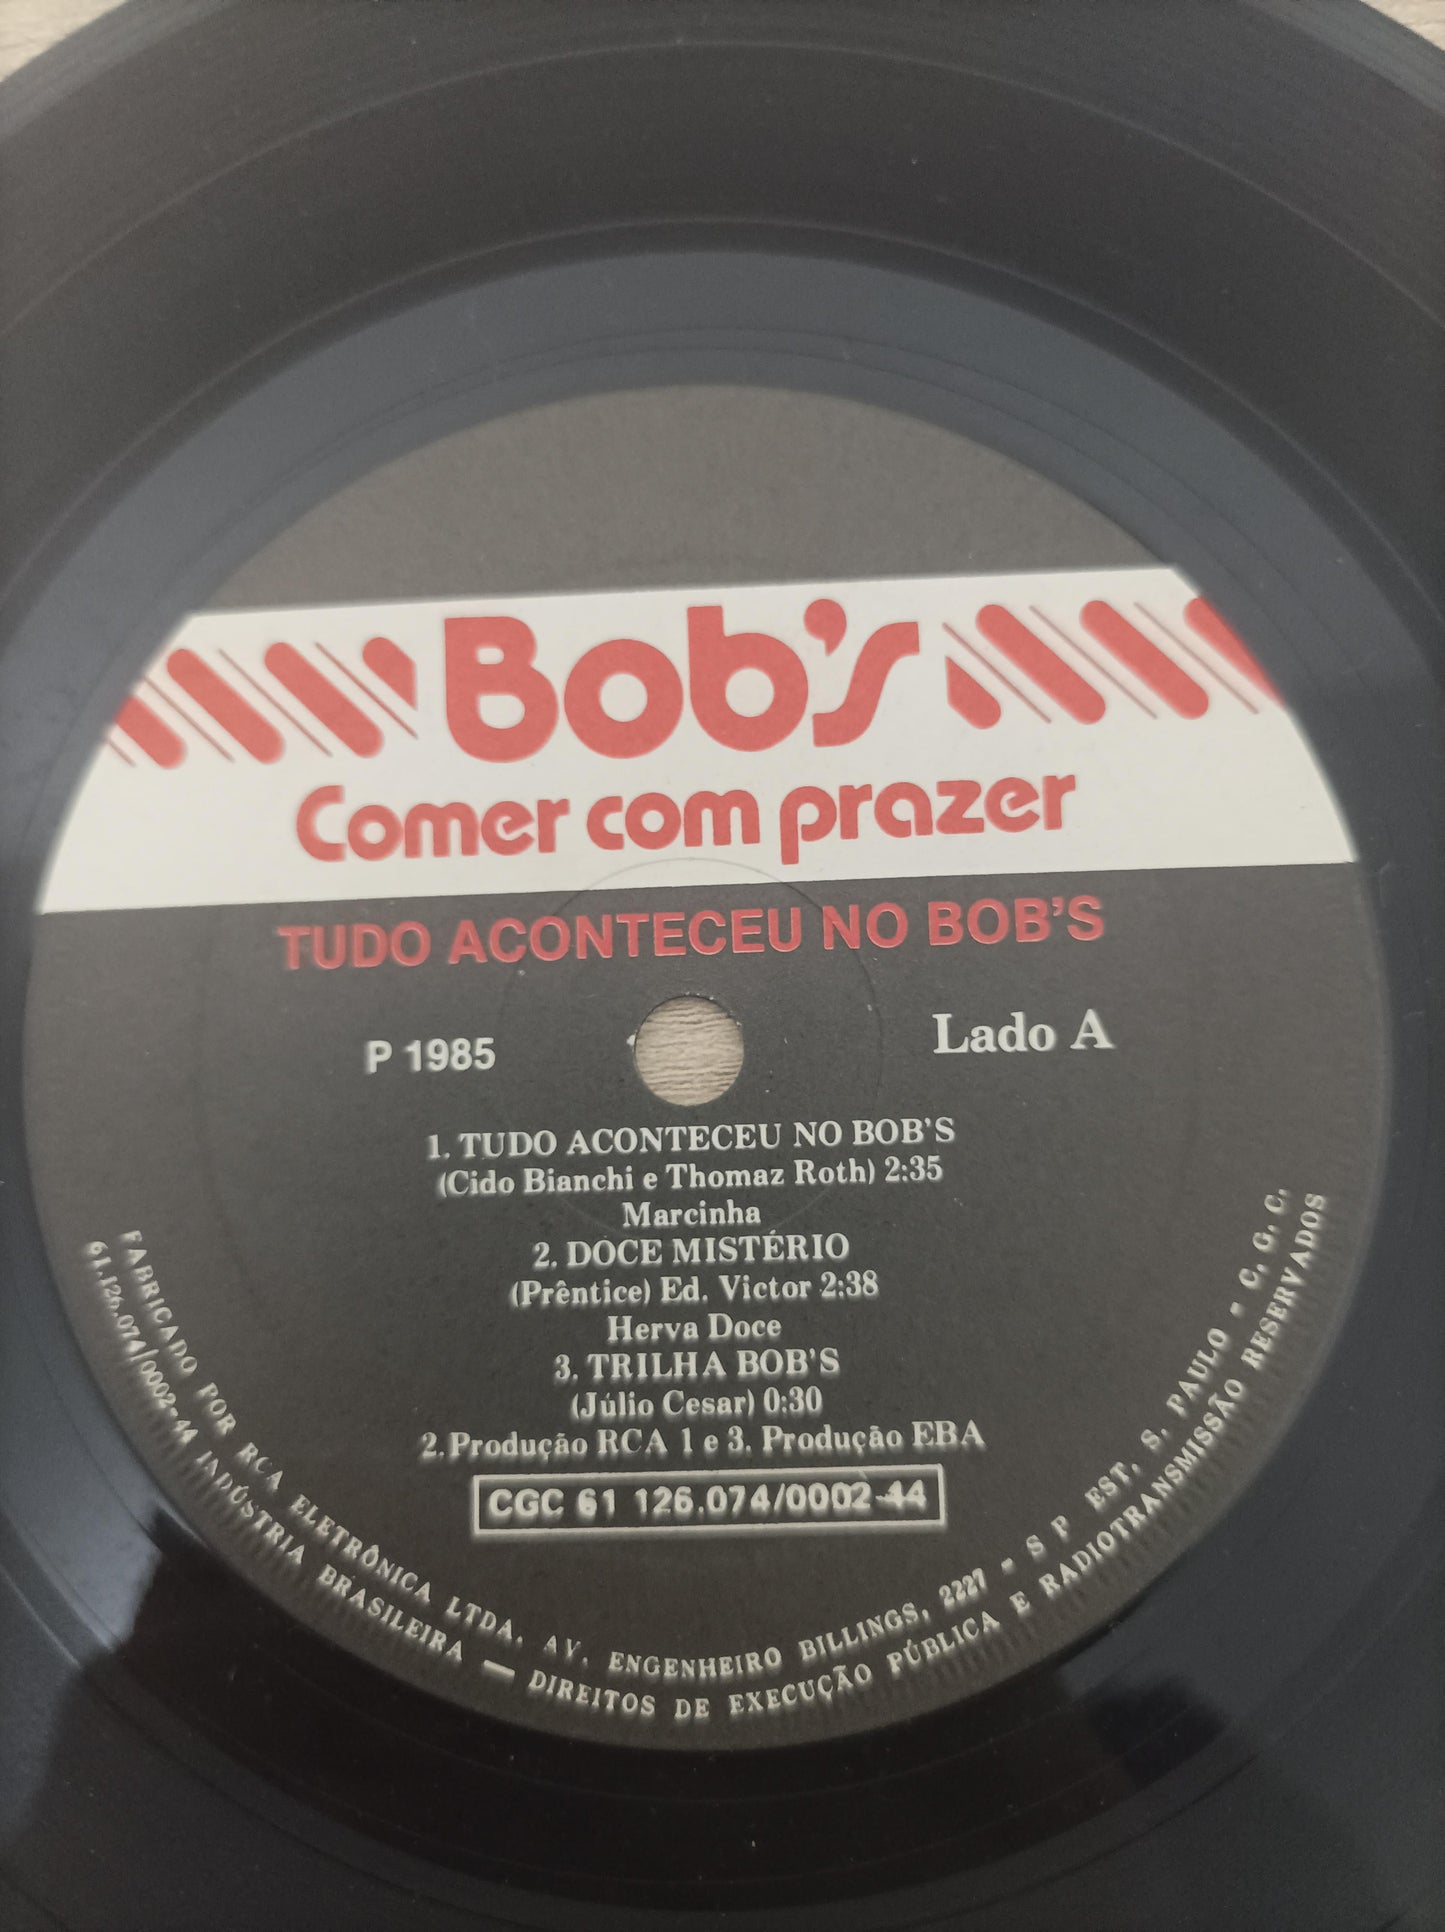 Bob's
Comer com prazer
TUDO ACONTECEU NO BOB'S
P 1985
Lado A
1. TUDO ACONTECEU NO BOB'S
(Cido Bianchi e Thomaz Roth) 2:35
Marcinha
2. DOCE MISTÉRIO
(Prêntice) Ed. Victor 2:38
Herva Doce
3. TRILHA BOB'S
(Júlio Cesar) 0:30
2.Produção RCA 1 e 3. Produção EBA
CGC 61 126.074/0002-44
FABRICADO POR RCA ELETRÔNICA LTDA. AV. ENGENHEIRO BILLINGS, 2227 - S P EST. S. PAULO - C. G. C.
61.126.074/0002-44 INDÚSTRIA BRASILEIRA — DIREITOS DE EXECUÇÃO PÚBLICA E RADIOTRANSMISSÃO RESERVADOS